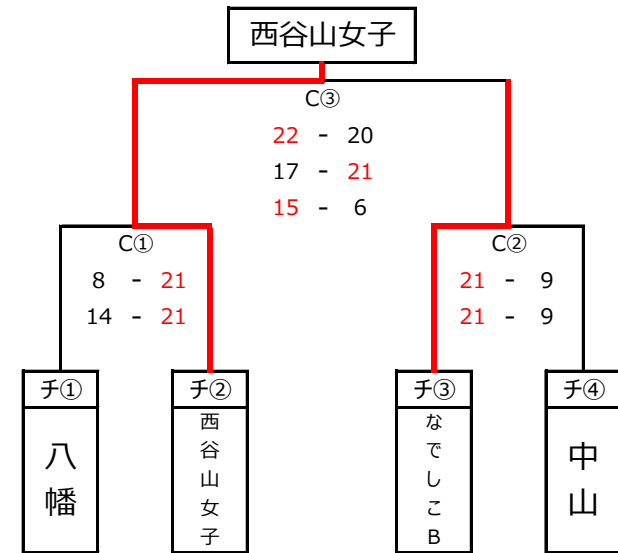 西谷山女子
C③
22 - 20
17 - 21
15 - 6
C①
8 - 21
14 - 21
C②
21 - 9
21 - 9
チ①
チ②
チ③
チ④
八幡
西谷山女子
なでしこB
中山